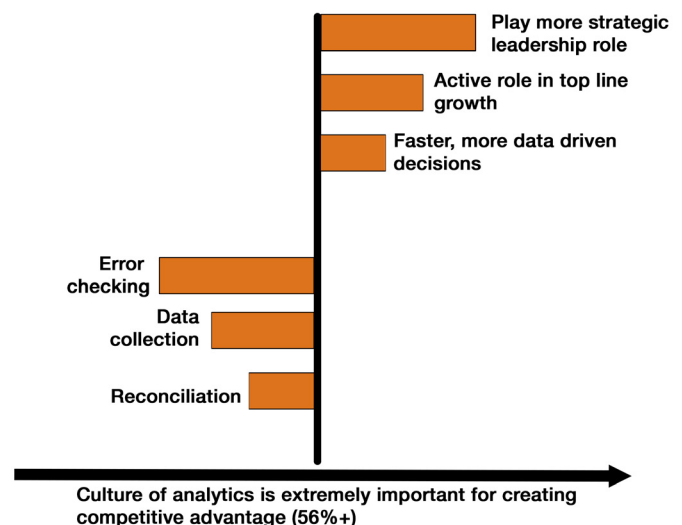 Play more strategic
leadership role
Active role in top line
growth
Faster, more data driven
decisions
Error
checking
Data
collection
Reconciliation
Culture of analytics is extremely important for creating
competitive advantage (56%+)